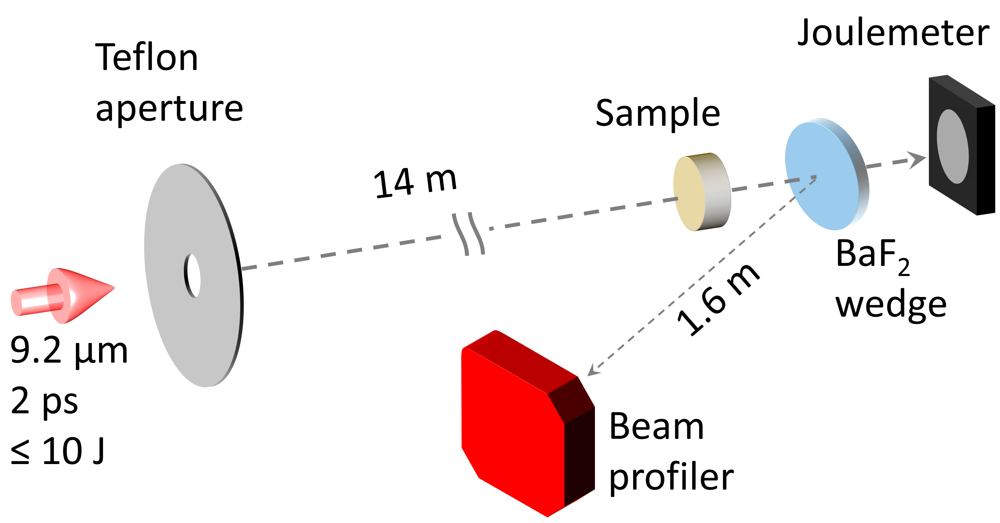 Teflon
aperture
14 m
Sample
Joulemeter
BaF₂
wedge
1.6 m
9.2 µm
2 ps
≤ 10 J
Beam
profiler